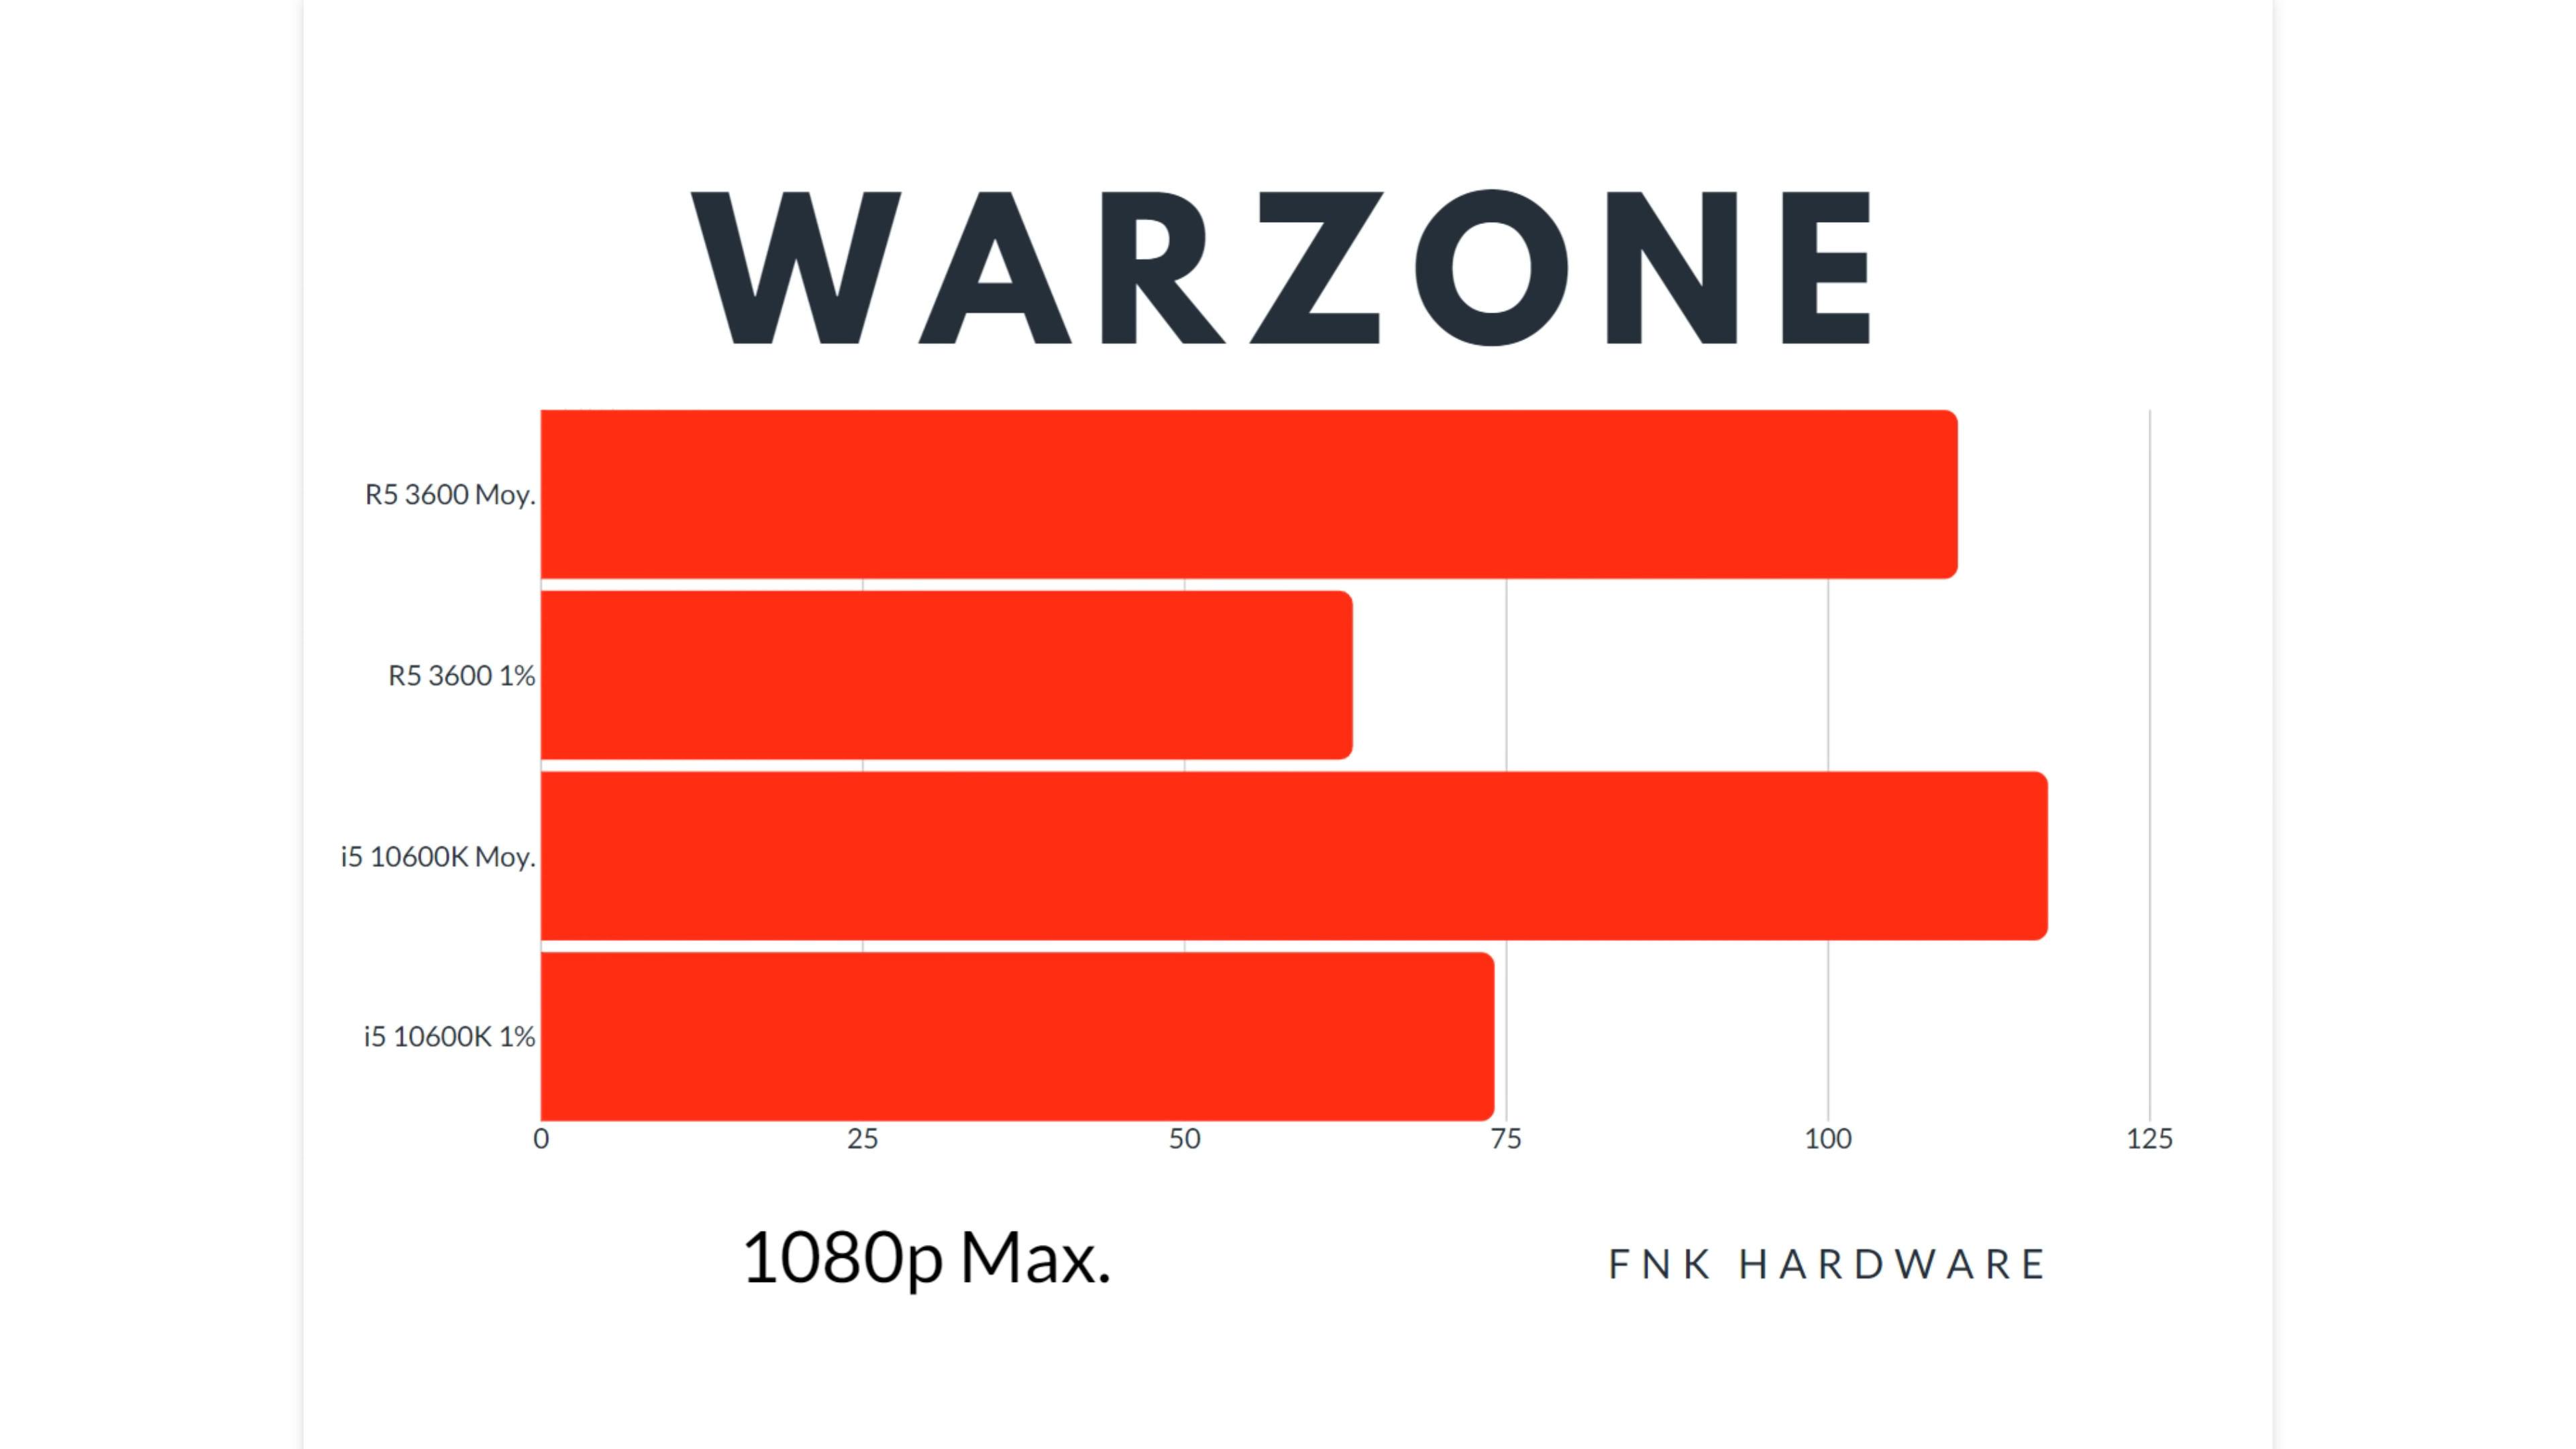 WARZONE
R5 3600 Moy.
R5 3600 1%
i5 10600K Moy.
i5 10600K 1%
0 25 50 75 100 125
1080p Max.
FNK HARDWARE